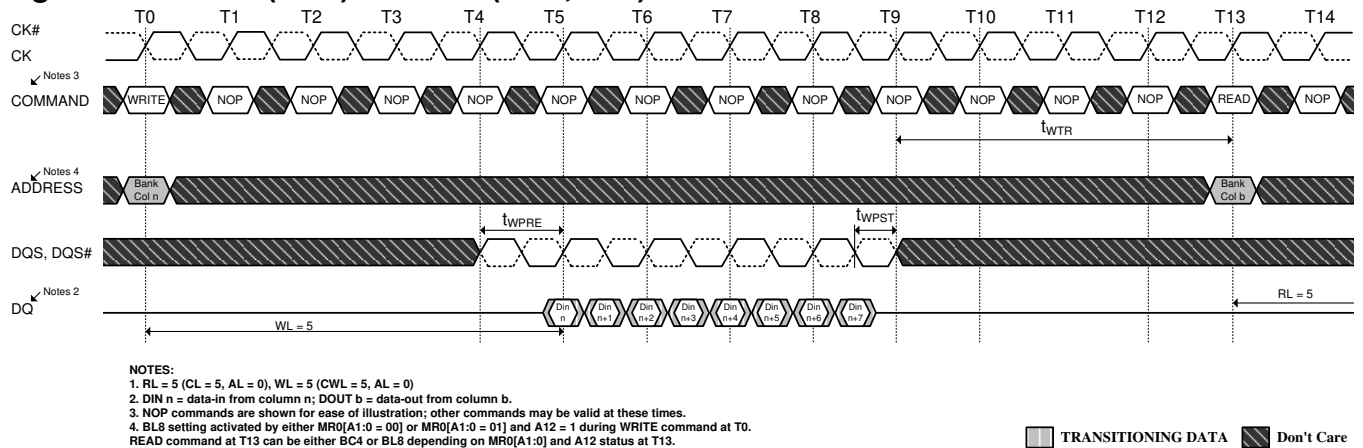 T0 T1 T2 T3 T4 T5 T6 T7 T8 T9 T10 T11 T12 T13 T14
CK#
CK
Notes 3
COMMAND WRITE NOP NOP NOP NOP NOP NOP NOP NOP NOP NOP NOP NOP READ NOP
tWTR
Notes 4
ADDRESS Bank Col n Bank Col b
tWPRE tWPST
DQS, DQS#
Notes 2
DQ Din n Din n+1 Din n+2 Din n+3 Din n+4 Din n+5 Din n+6 Din n+7
RL = 5
WL = 5
NOTES:
1. RL = 5 (CL = 5, AL = 0), WL = 5 (CWL = 5, AL = 0)
2. DIN n = data-in from column n; DOUT b = data-out from column b.
3. NOP commands are shown for ease of illustration; other commands may be valid at these times.
4. BL8 setting activated by either MR0[A1:0 = 00] or MR0[A1:0 = 01] and A12 = 1 during WRITE command at T0.
READ command at T13 can be either BC4 or BL8 depending on MR0[A1:0] and A12 status at T13.
TRANSITIONING DATA Don't Care